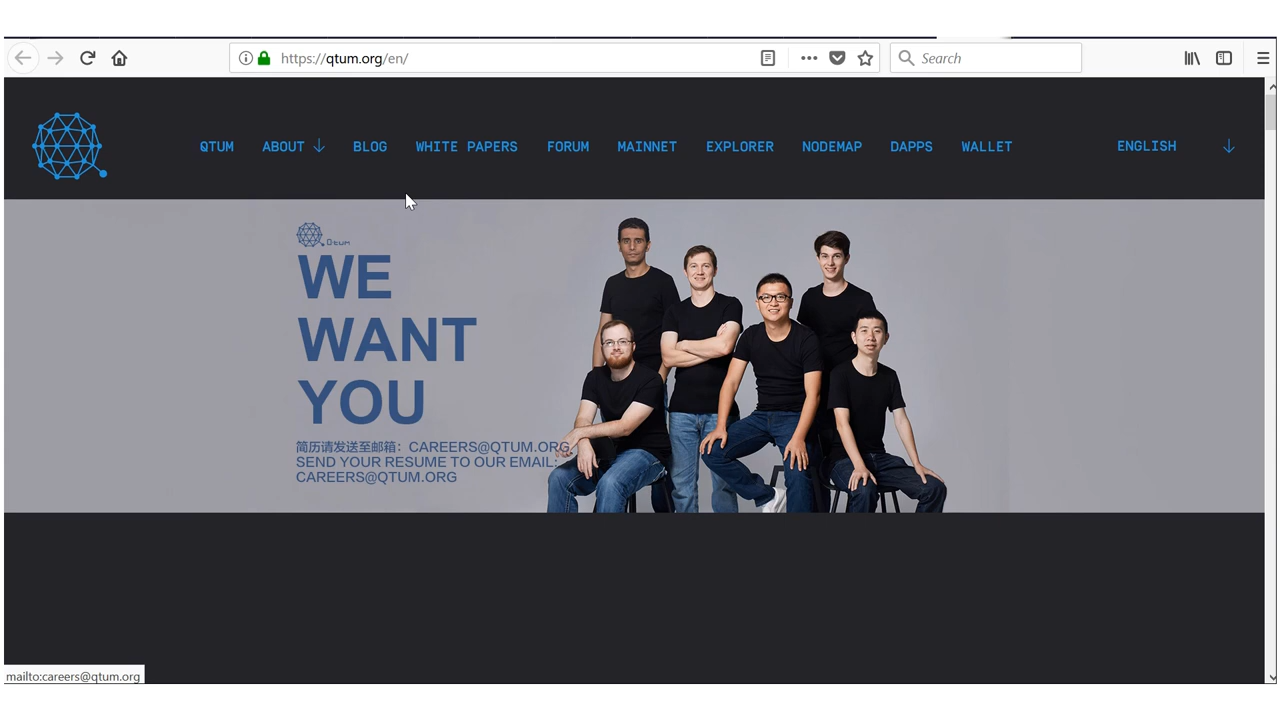 https://qtum.org/en/
Search
QTUM
ABOUT
BLOG
WHITE PAPERS
FORUM
MAINNET
EXPLORER
NODEMAP
DAPPS
WALLET
ENGLISH
Qtum
WE
WANT
YOU
简历请发送至邮箱：CAREERS@QTUM.ORG
SEND YOUR RESUME TO OUR EMAIL:
CAREERS@QTUM.ORG
mailto:careers@qtum.org